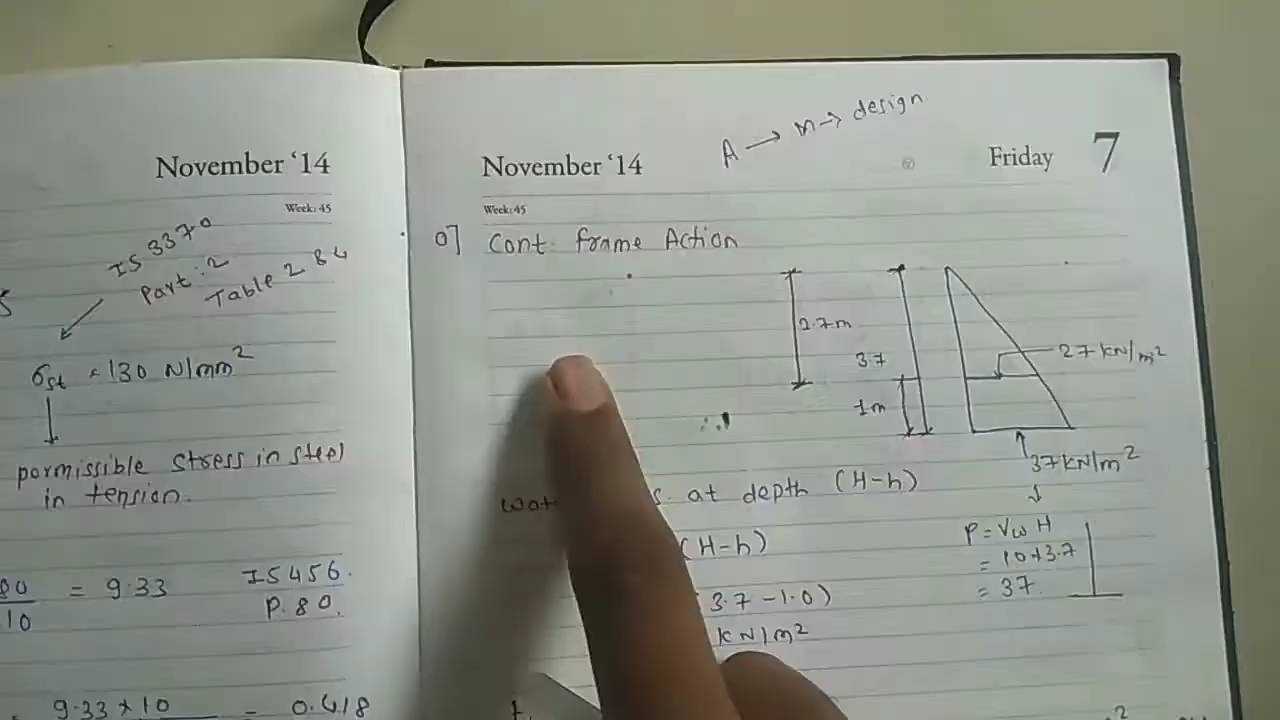 November '14
Week: 45
IS 3370
Part: 2
Table 2 & 4
σst = 130 N/mm²
permissible stress in steel
in tension.
80
10
= 9.33
IS456.
P. 80.
9.33 × 10
= 0.418
A → m → design
November '14
Friday 7
Week: 45
Cont. frame Action
2.7m
3.7
1m
27 kN/m²
37 kN/m²
at depth (H-h)
(H-h)
P = γw H
= 10 × 3.7
= 37
3.7 - 1.0)
kN/m²